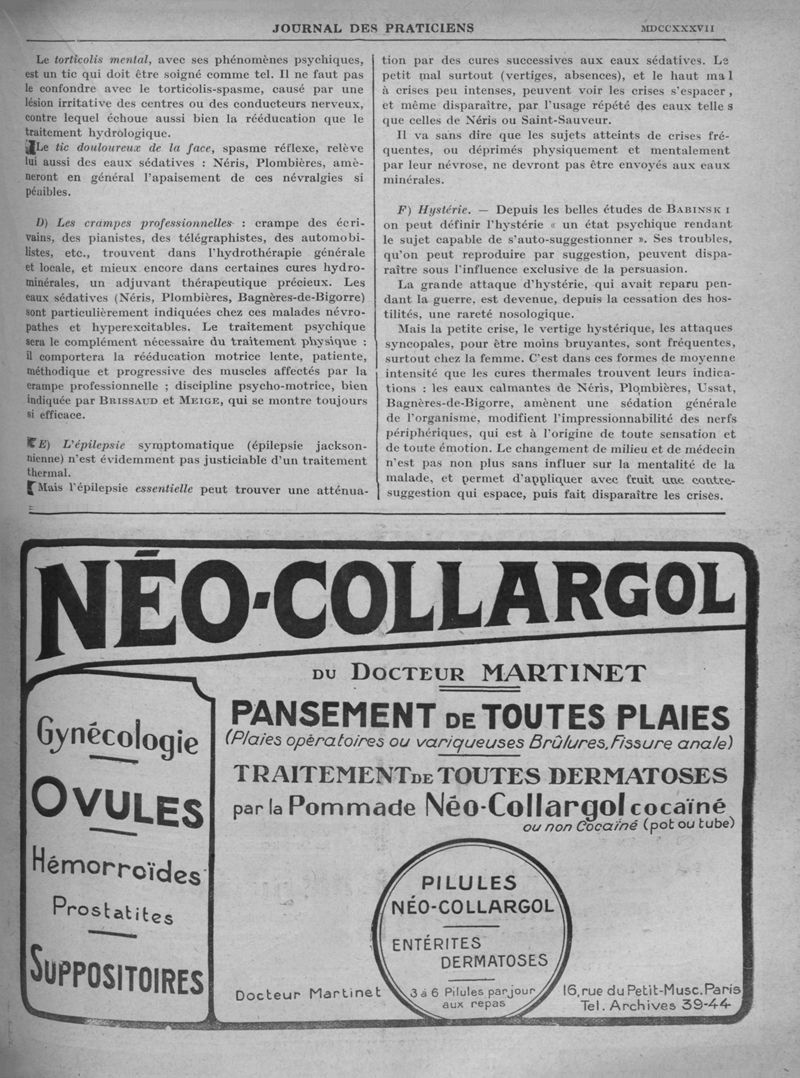 JOURNAL DES PRATICIENS
MDCCXXXVII
Le torticolis mental, avec ses phénomènes psychiques,
est un tic qui doit être soigné comme tel. Il ne faut pas
le confondre avec le torticolis-spasme, causé par une
lésion irritative des centres ou des conducteurs nerveux,
contre lequel échoue aussi bien la rééducation que le
traitement hydrologique.
Le tic douloureux de la face, spasme réflexe, relève
lui aussi des eaux sédatives : Néris, Plombières, amè-
neront en général l'apaisement de ces névralgies si
pénibles.
D) Les crampes professionnelles : crampe des écri-
vains, des pianistes, des télégraphistes, des automobi-
listes, etc., trouvent dans l'hydrothérapie générale
et locale, et mieux encore dans certaines cures hydro-
minérales, un adjuvant thérapeutique précieux. Les
eaux sédatives (Néris, Plombières, Bagnères-de-Bigorre)
sont particulièrement indiquées chez ces malades névro-
pathes et hyperexcitables. Le traitement psychique
sera le complément nécessaire du traitement physique :
il comportera la rééducation motrice lente, patiente,
méthodique et progressive des muscles affectés par la
crampe professionnelle ; discipline psycho-motrice, bien
indiquée par BRISSAUD et MEIGE, qui se montre toujours
si efficace.
E) L'épilepsie symptomatique (épilepsie jackson-
nienne) n'est évidemment pas justiciable d'un traitement
thermal.
Mais l'épilepsie essentielle peut trouver une atténua-
tion par des cures successives aux eaux sédatives. Le
petit mal surtout (vertiges, absences), et le haut mal
à crises peu intenses, peuvent voir les crises s'espacer,
et même disparaître, par l'usage répété des eaux telles
que celles de Néris ou Saint-Sauveur.
Il va sans dire que les sujets atteints de crises fré-
quentes, ou déprimés physiquement et mentalement
par leur névrose, ne devront pas être envoyés aux eaux
minérales.
F) Hystérie. — Depuis les belles études de BABINSKI
on peut définir l'hystérie « un état psychique rendant
le sujet capable de s'auto-suggestionner ». Ses troubles,
qu'on peut reproduire par suggestion, peuvent dispa-
raître sous l'influence exclusive de la persuasion.
La grande attaque d'hystérie, qui avait reparu pen-
dant la guerre, est devenue, depuis la cessation des hos-
tilités, une rareté nosologique.
Mais la petite crise, le vertige hystérique, les attaques
syncopales, pour être moins bruyantes, sont fréquentes,
surtout chez la femme. C'est dans ces formes de moyenne
intensité que les cures thermales trouvent leurs indica-
tions : les eaux calmantes de Néris, Plombières, Ussat,
Bagnères-de-Bigorre, amènent une sédation générale
de l'organisme, modifient l'impressionnabilité des nerfs
périphériques, qui est à l'origine de toute sensation et
de toute émotion. Le changement de milieu et de médecin
n'est pas non plus sans influer sur la mentalité de la
malade, et permet d'appliquer avec fruit une contre-
suggestion qui espace, puis fait disparaître les crises.
NÉO-COLLARGOL
DU DOCTEUR MARTINET
Gynécologie
OVULES
Hémorroïdes
Prostatites
SUPPOSITOIRES
PANSEMENT DE TOUTES PLAIES
(Plaies opératoires ou variqueuses Brûlures, Fissure anale)
TRAITEMENT DE TOUTES DERMATOSES
par la Pommade Néo-Collargol cocaïné
ou non Cocaïné (pot ou tube)
PILULES
NÉO-COLLARGOL
ENTÉRITES
DERMATOSES
3 à 6 Pilules par jour
aux repas
Docteur Martinet
16, rue du Petit-Musc. Paris
Tel. Archives 39-44